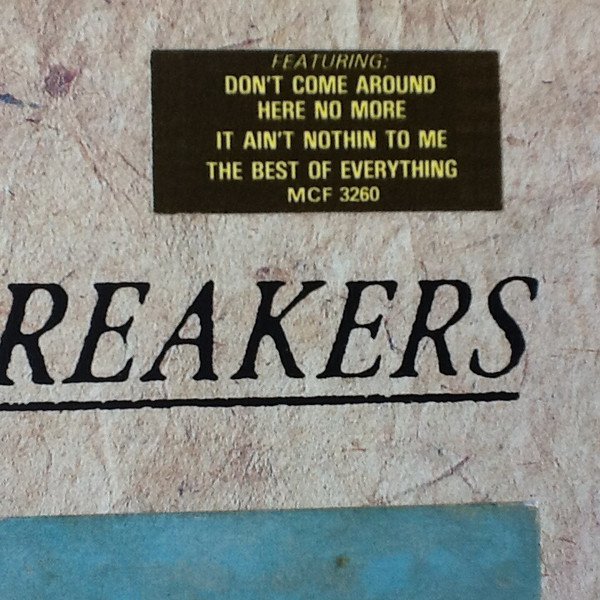 FEATURING:
DON'T COME AROUND
HERE NO MORE
IT AIN'T NOTHIN TO ME
THE BEST OF EVERYTHING
MCF 3260
REAKERS